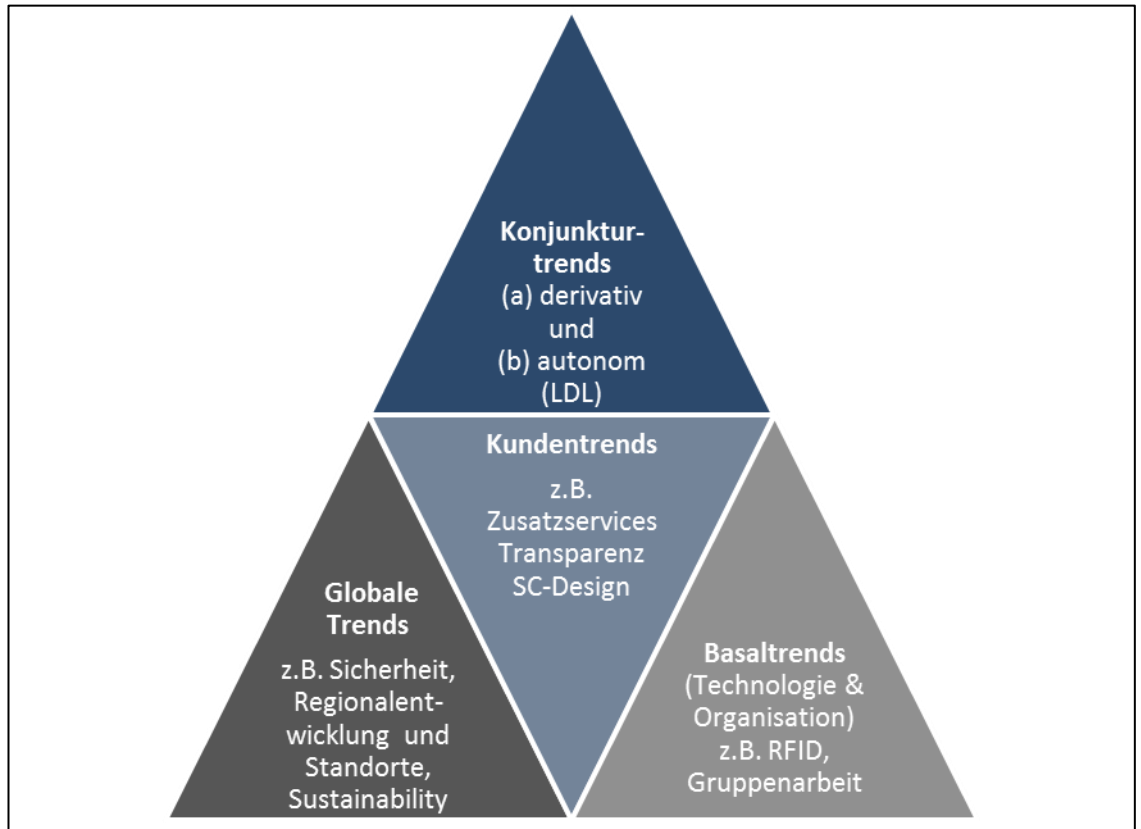 Konjunktur-
trends
(a) derivativ
und
(b) autonom
(LDL)
Kundentrends
z.B.
Zusatzservices
Transparenz
SC-Design
Globale
Trends
z.B. Sicherheit,
Regionalent-
wicklung und
Standorte,
Sustainability
Basaltrends
(Technologie &
Organisation)
z.B. RFID,
Gruppenarbeit